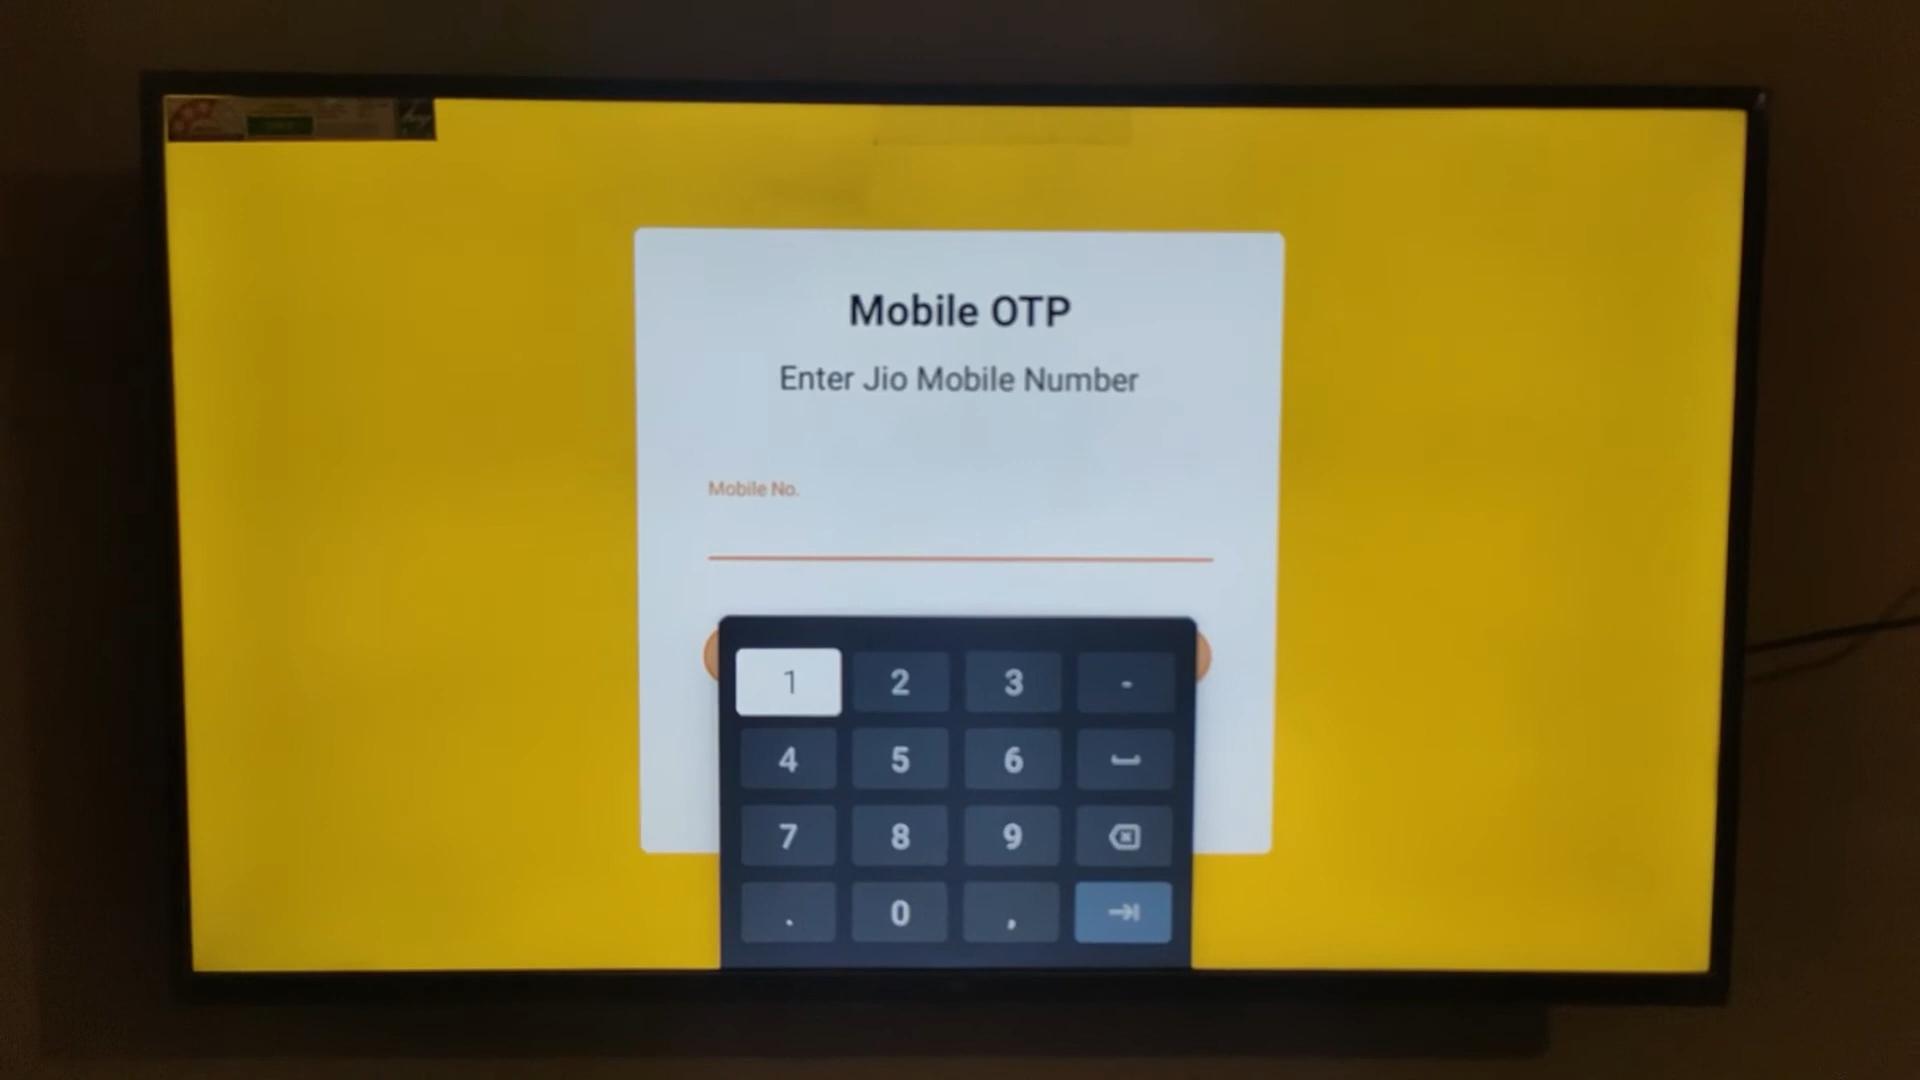 Mobile OTP
Enter Jio Mobile Number
Mobile No.
1 2 3 -
4 5 6
7 8 9
. 0 ,